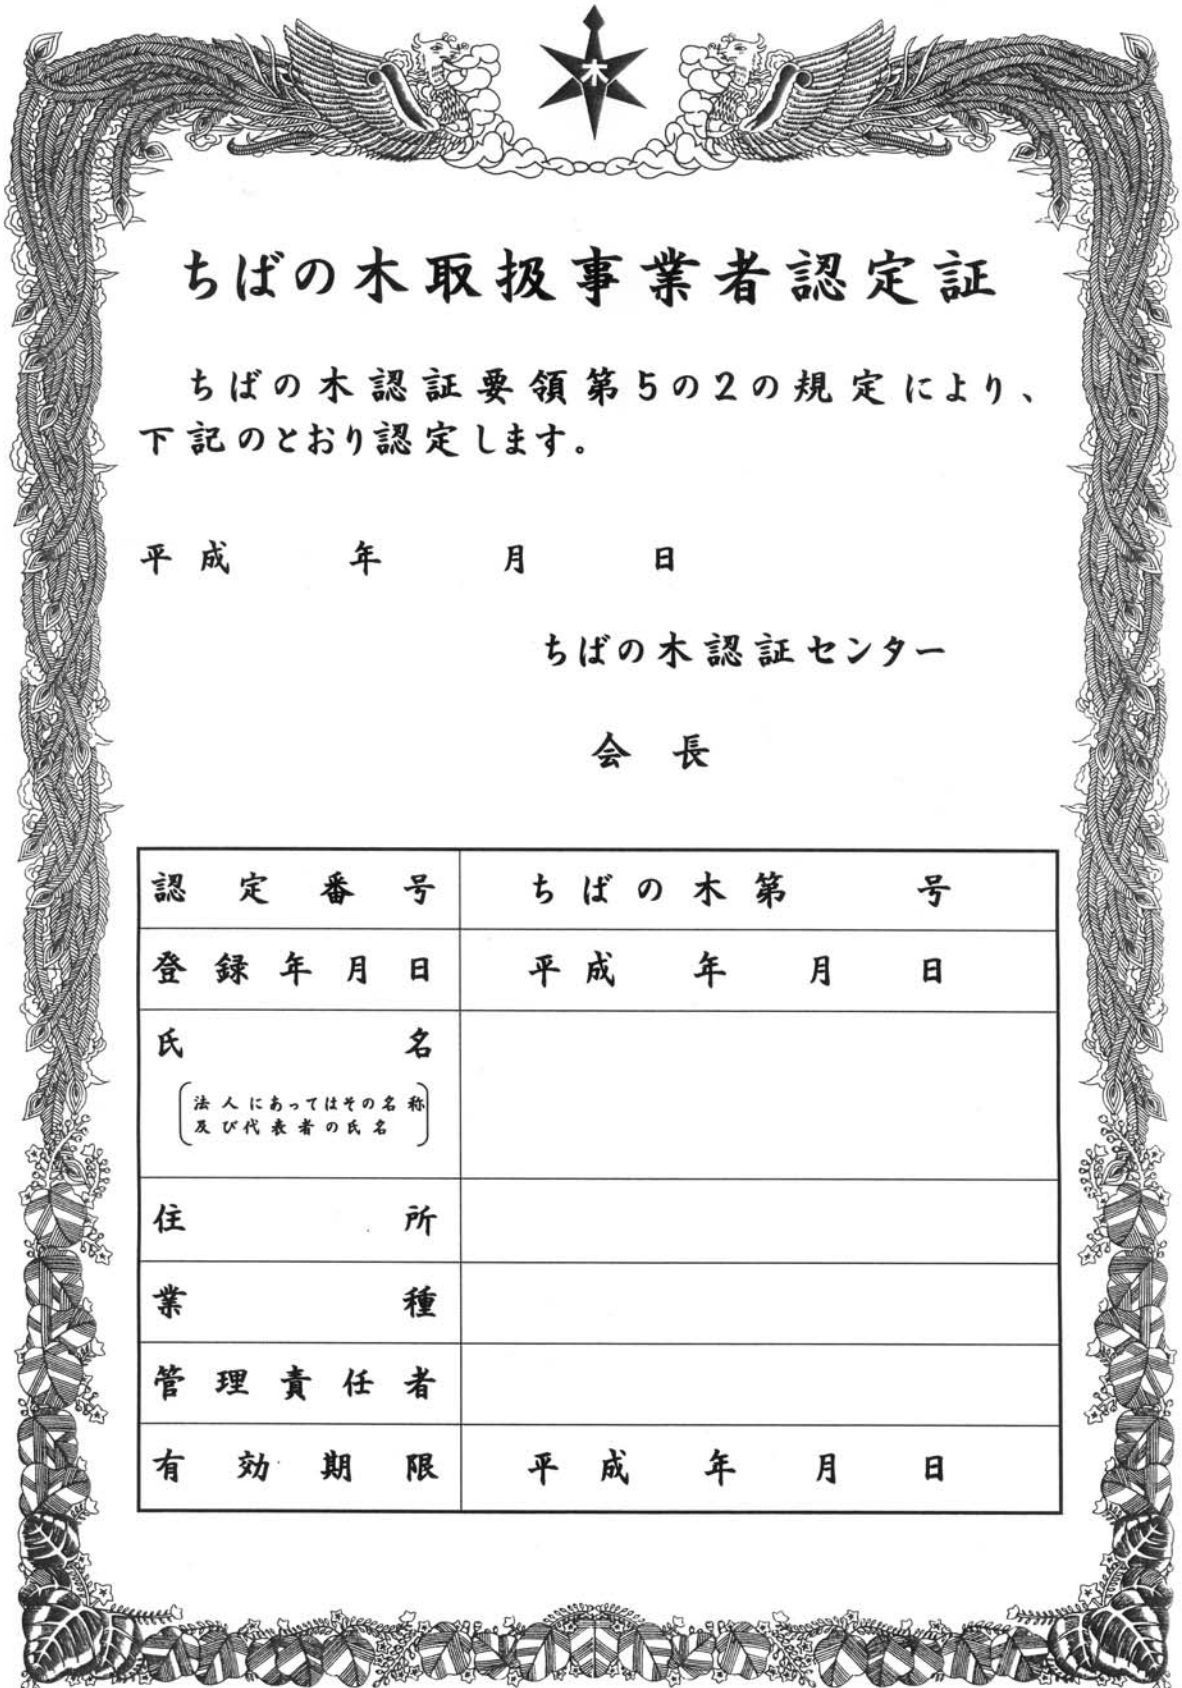 木
ちばの木取扱事業者認定証
ちばの木認証要領第5の2の規定により、
下記のとおり認定します。
平成 年 月 日
ちばの木認証センター
会長
認定番号 ちばの木第 号
登録年月日 平成 年 月 日
氏名
法人にあってはその名称
及び代表者の氏名
住所
業種
管理責任者
有効期限 平成 年 月 日